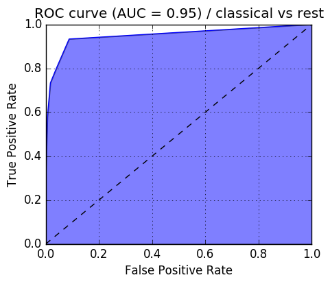 ROC curve (AUC = 0.95) / classical vs rest
1.0
0.8
0.6
0.4
0.2
0.0
True Positive Rate
0.0 0.2 0.4 0.6 0.8 1.0
False Positive Rate